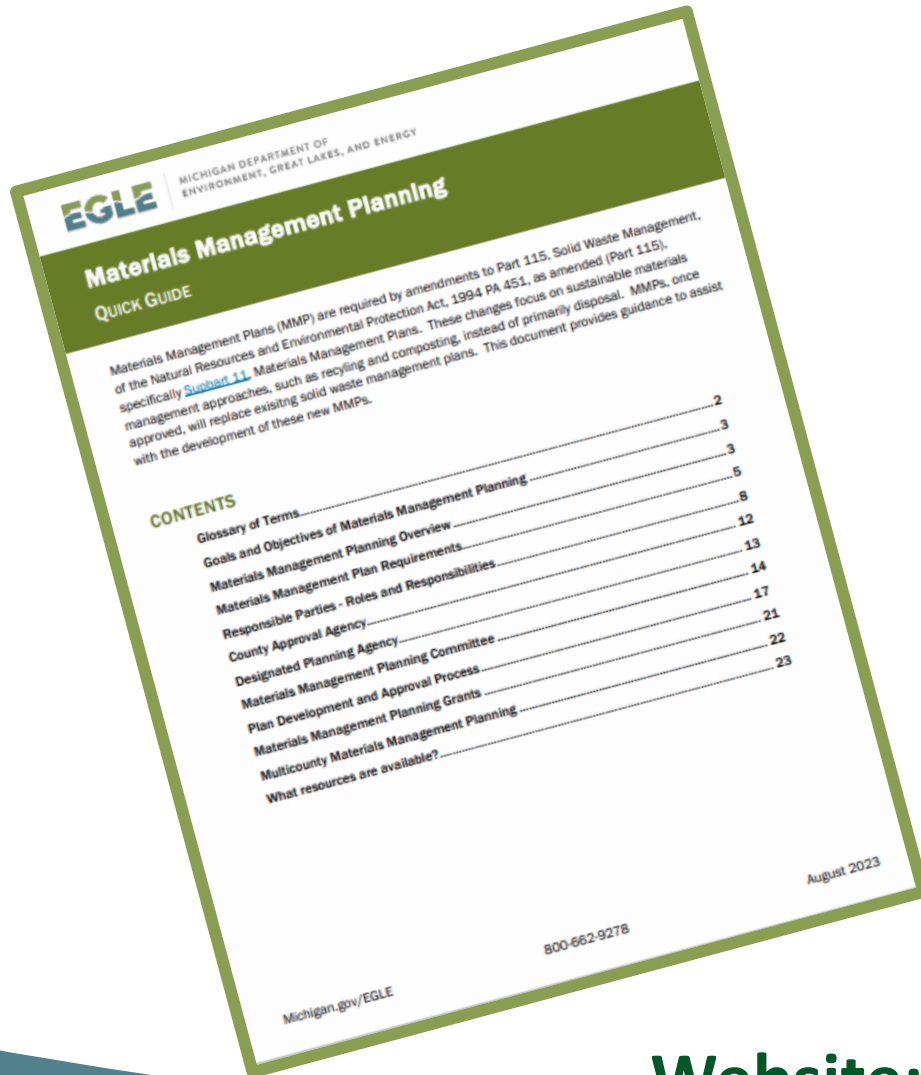 EGLE
MICHIGAN DEPARTMENT OF
ENVIRONMENT, GREAT LAKES, AND ENERGY
Materials Management Planning
QUICK GUIDE
Materials Management Plans (MMP) are required by amendments to Part 115, Solid Waste Management,
of the Natural Resources and Environmental Protection Act, 1994 PA 451, as amended (Part 115),
specifically Subpart 11, Materials Management Plans. These changes focus on sustainable materials
management approaches, such as recyling and composting, instead of primarily disposal. MMPs, once
approved, will replace exisitng solid waste management plans. This document provides guidance to assist
with the development of these new MMPs.
CONTENTS
Glossary of Terms 2
Goals and Objectives of Materials Management Planning 3
Materials Management Planning Overview 3
Materials Management Plan Requirements 5
Responsible Parties - Roles and Responsibilities 8
County Approval Agency 12
Designated Planning Agency 13
Materials Management Planning Committee 14
Plan Development and Approval Process 17
Materials Management Planning Grants 21
Multicounty Materials Management Planning 22
What resources are available? 23
Michigan.gov/EGLE
800-662-9278
August 2023
Website: